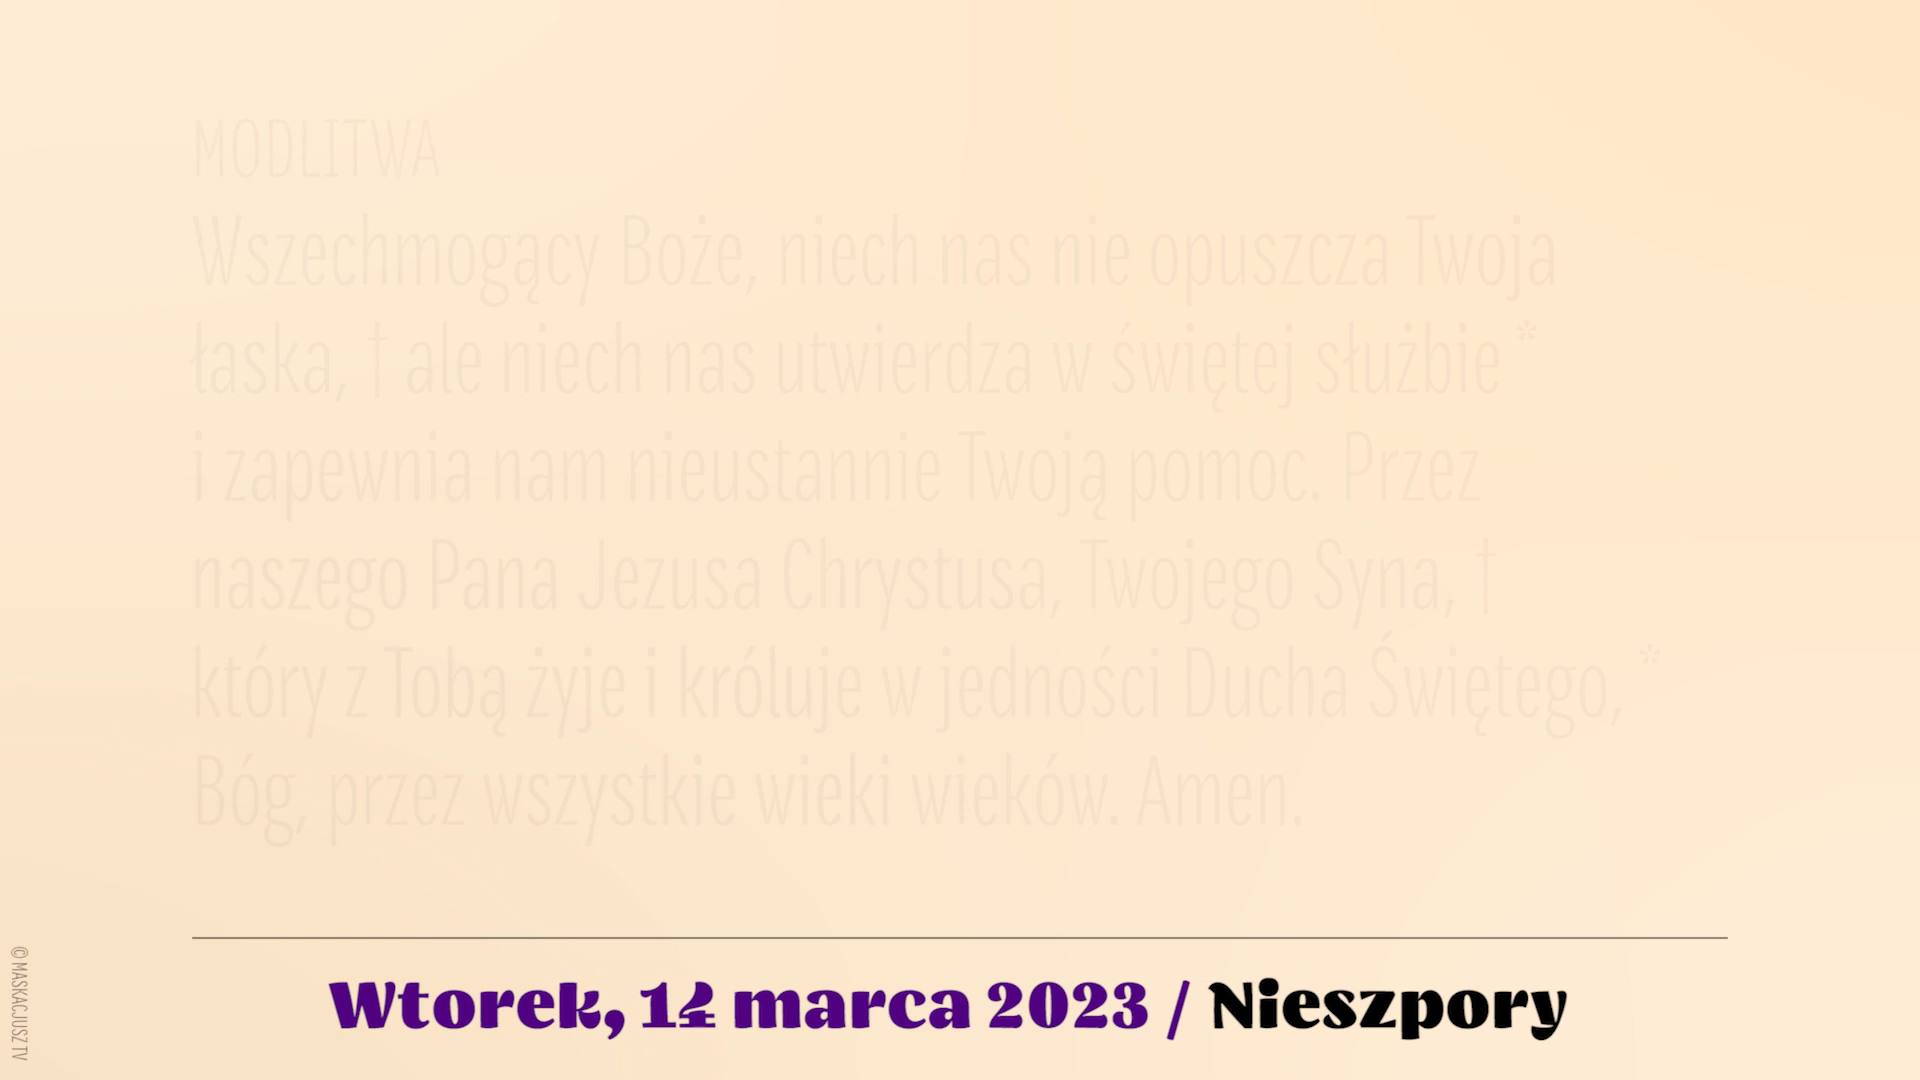 MODLITWA
Wszechmogący Boże, niech nas nie opuszcza Twoja
łaska, † ale niech nas utwierdza w świętej służbie *
i zapewnia nam nieustannie Twoją pomoc. Przez
naszego Pana Jezusa Chrystusa, Twojego Syna, †
który z Tobą żyje i króluje w jedności Ducha Świętego, *
Bóg, przez wszystkie wieki wieków. Amen.
Wtorek, 14 marca 2023 / Nieszpory
© MASKACJUSZ TV